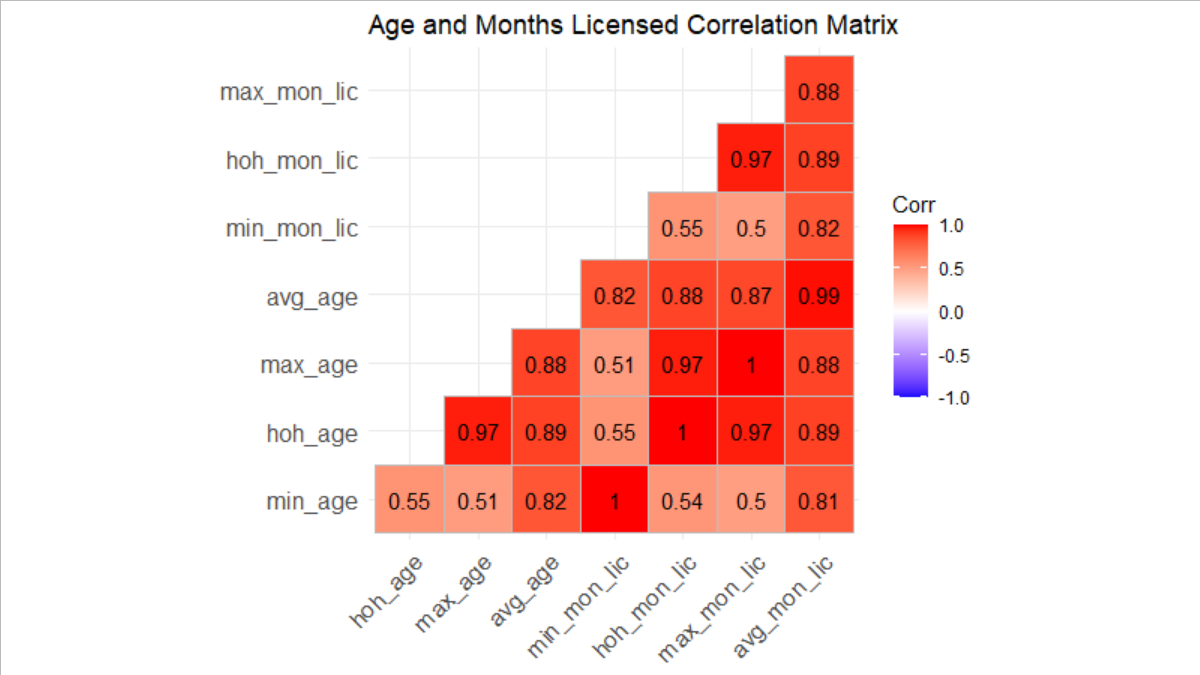 Age and Months Licensed Correlation Matrix
max_mon_lic 0.88
hoh_mon_lic 0.97 0.89
min_mon_lic 0.55 0.5 0.82
avg_age 0.82 0.88 0.87 0.99
max_age 0.88 0.51 0.97 1 0.88
hoh_age 0.97 0.89 0.55 1 0.97 0.89
min_age 0.55 0.51 0.82 1 0.54 0.5 0.81
hoh_age max_age avg_age min_mon_lic hoh_mon_lic max_mon_lic avg_mon_lic
Corr
1.0
0.5
0.0
-0.5
-1.0